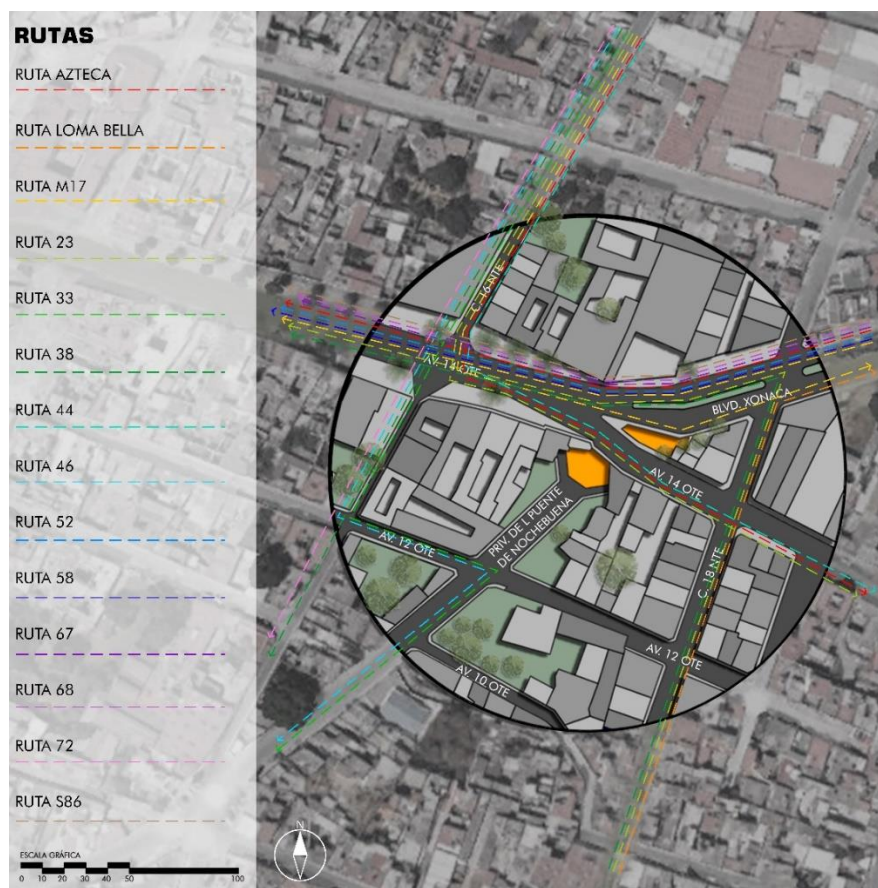 RUTAS
RUTA AZTECA
RUTA LOMA BELLA
RUTA M17
RUTA 23
RUTA 33
RUTA 38
RUTA 44
RUTA 46
RUTA 52
RUTA 58
RUTA 67
RUTA 68
RUTA 72
RUTA S86
ESCALA GRÁFICA
0 10 20 30 40 50 100
N
C. 16 NTE
AV. 14 OTE
BLVD. XONACA
AV. 14 OTE
PRIV. DE L PUENTE
DE NOCHEBUENA
AV. 12 OTE
C. 18 NTE
AV. 12 OTE
AV. 10 OTE